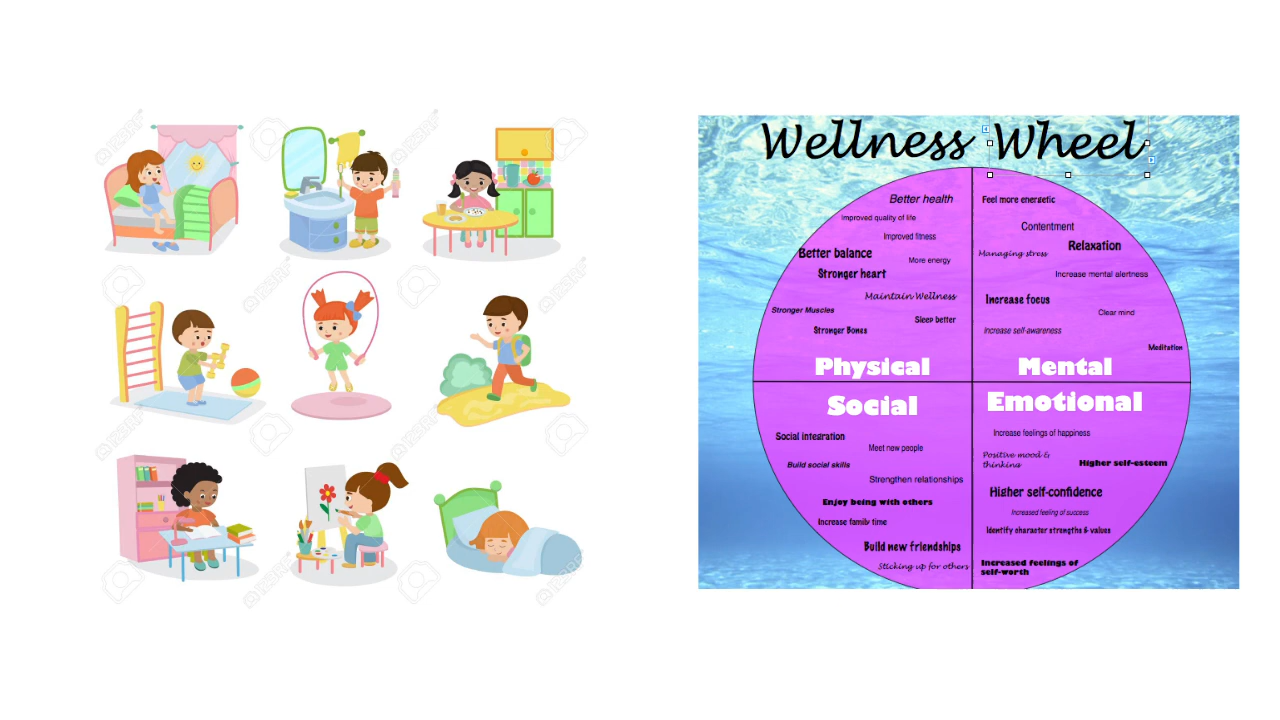 Wellness Wheel
Better health
Improved quality of life
Improved fitness
Better balance
More energy
Stronger heart
Maintain Wellness
Stronger Muscles
Sleep better
Stronger Bones
Physical
Feel more energetic
Contentment
Relaxation
Managing stress
Increase mental alertness
Increase focus
Clear mind
Increase self-awareness
Meditation
Mental
Social
Social integration
Meet new people
Build social skills
Strengthen relationships
Enjoy being with others
Increase family time
Build new friendships
Sticking up for others
Emotional
Increase feelings of happiness
Positive mood &
thinking
Higher self-esteem
Higher self-confidence
Increased feeling of success
Identify character strengths & values
Increased feelings of
self-worth